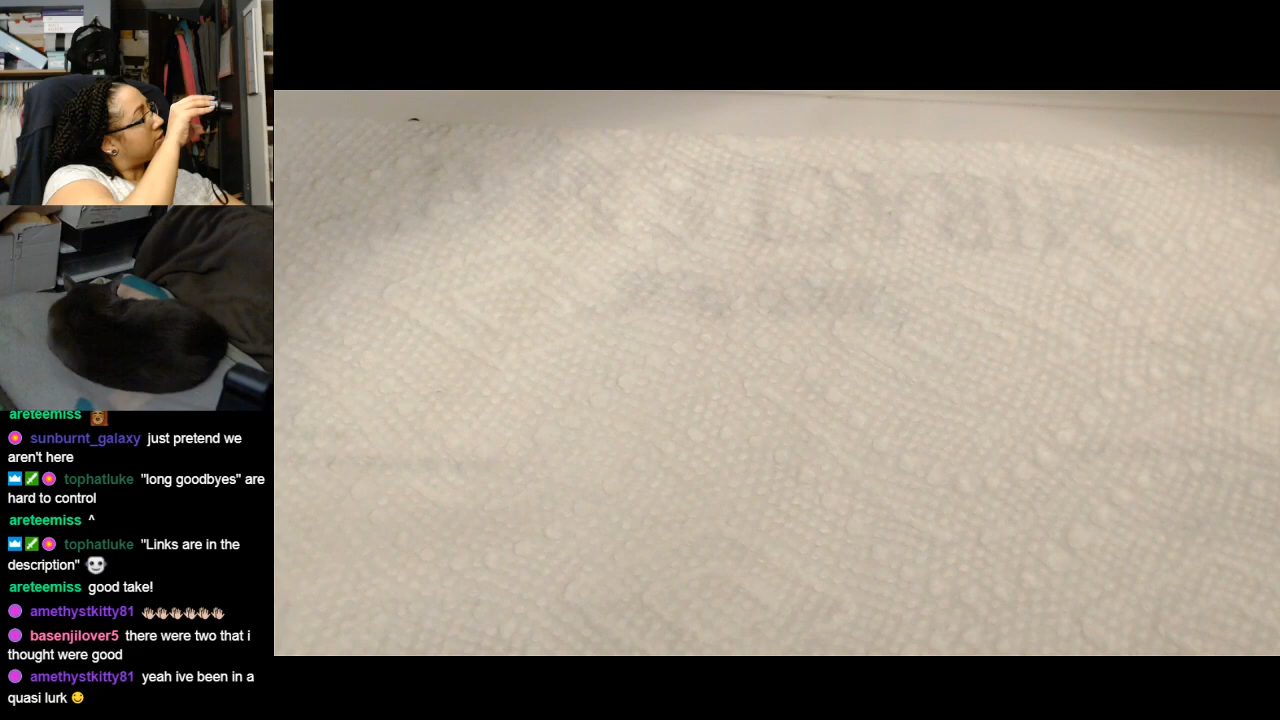 areteemiss
sunburnt_galaxy just pretend we
aren't here
tophatluke "long goodbyes" are
hard to control
areteemiss ^
tophatluke "Links are in the
description"
areteemiss good take!
amethystkitty81
basenjilover5 there were two that i
thought were good
amethystkitty81 yeah ive been in a
quasi lurk